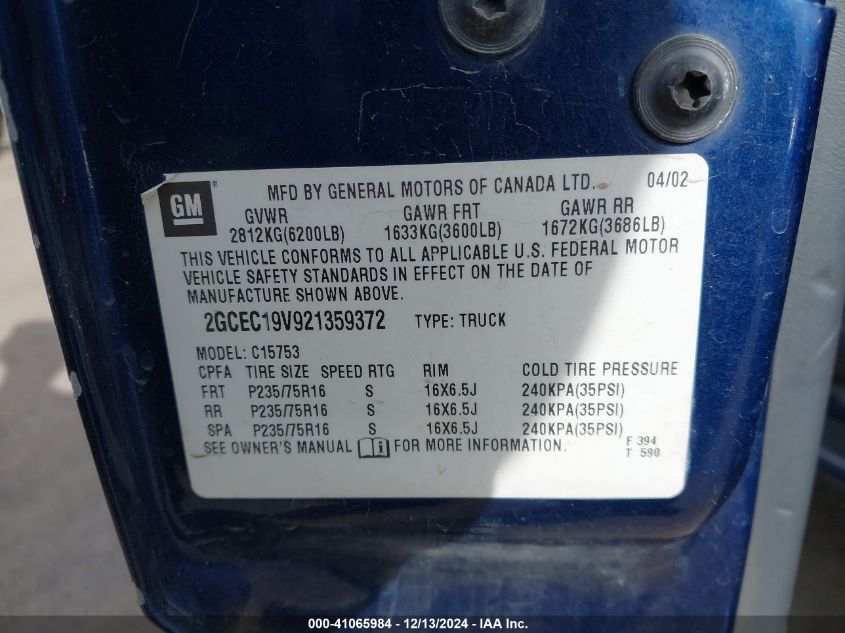 GM ® MFD BY GENERAL MOTORS OF CANADA LTD. 04/02
GVWR GAWR FRT GAWR RR
2812KG(6200LB) 1633KG(3600LB) 1672KG(3686LB)
THIS VEHICLE CONFORMS TO ALL APPLICABLE U.S. FEDERAL MOTOR
VEHICLE SAFETY STANDARDS IN EFFECT ON THE DATE OF
MANUFACTURE SHOWN ABOVE.
2GCEC19V921359372 TYPE: TRUCK
MODEL: C15753
CPFA TIRE SIZE SPEED RTG RIM COLD TIRE PRESSURE
FRT P235/75R16 S 16X6.5J 240KPA(35PSI)
RR P235/75R16 S 16X6.5J 240KPA(35PSI)
SPA P235/75R16 S 16X6.5J 240KPA(35PSI)
SEE OWNER'S MANUAL FOR MORE INFORMATION. F 394
T 590
000-41065984 - 12/13/2024 - IAA Inc.